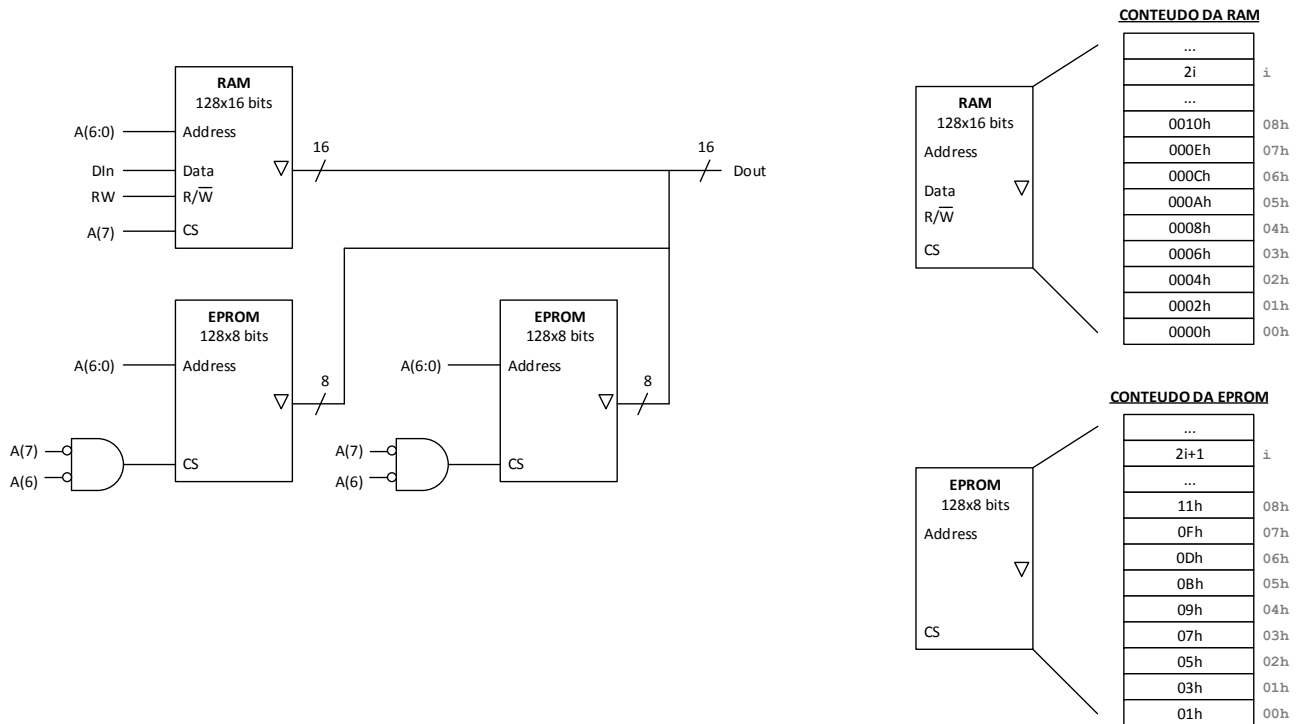 RAM
128x16 bits
A(6:0)
Address
DIn
Data
RW
R/W̅
A(7)
CS
16
16
Dout
EPROM
128x8 bits
A(6:0)
Address
8
A(7)
A(6)
CS
EPROM
128x8 bits
A(6:0)
Address
8
A(7)
A(6)
CS
RAM
128x16 bits
Address
Data
R/W̅
CS
CONTEUDO DA RAM
...
2i i
...
0010h 08h
000Eh 07h
000Ch 06h
000Ah 05h
0008h 04h
0006h 03h
0004h 02h
0002h 01h
0000h 00h
EPROM
128x8 bits
Address
CS
CONTEUDO DA EPROM
...
2i+1 i
...
11h 08h
0Fh 07h
0Dh 06h
0Bh 05h
09h 04h
07h 03h
05h 02h
03h 01h
01h 00h